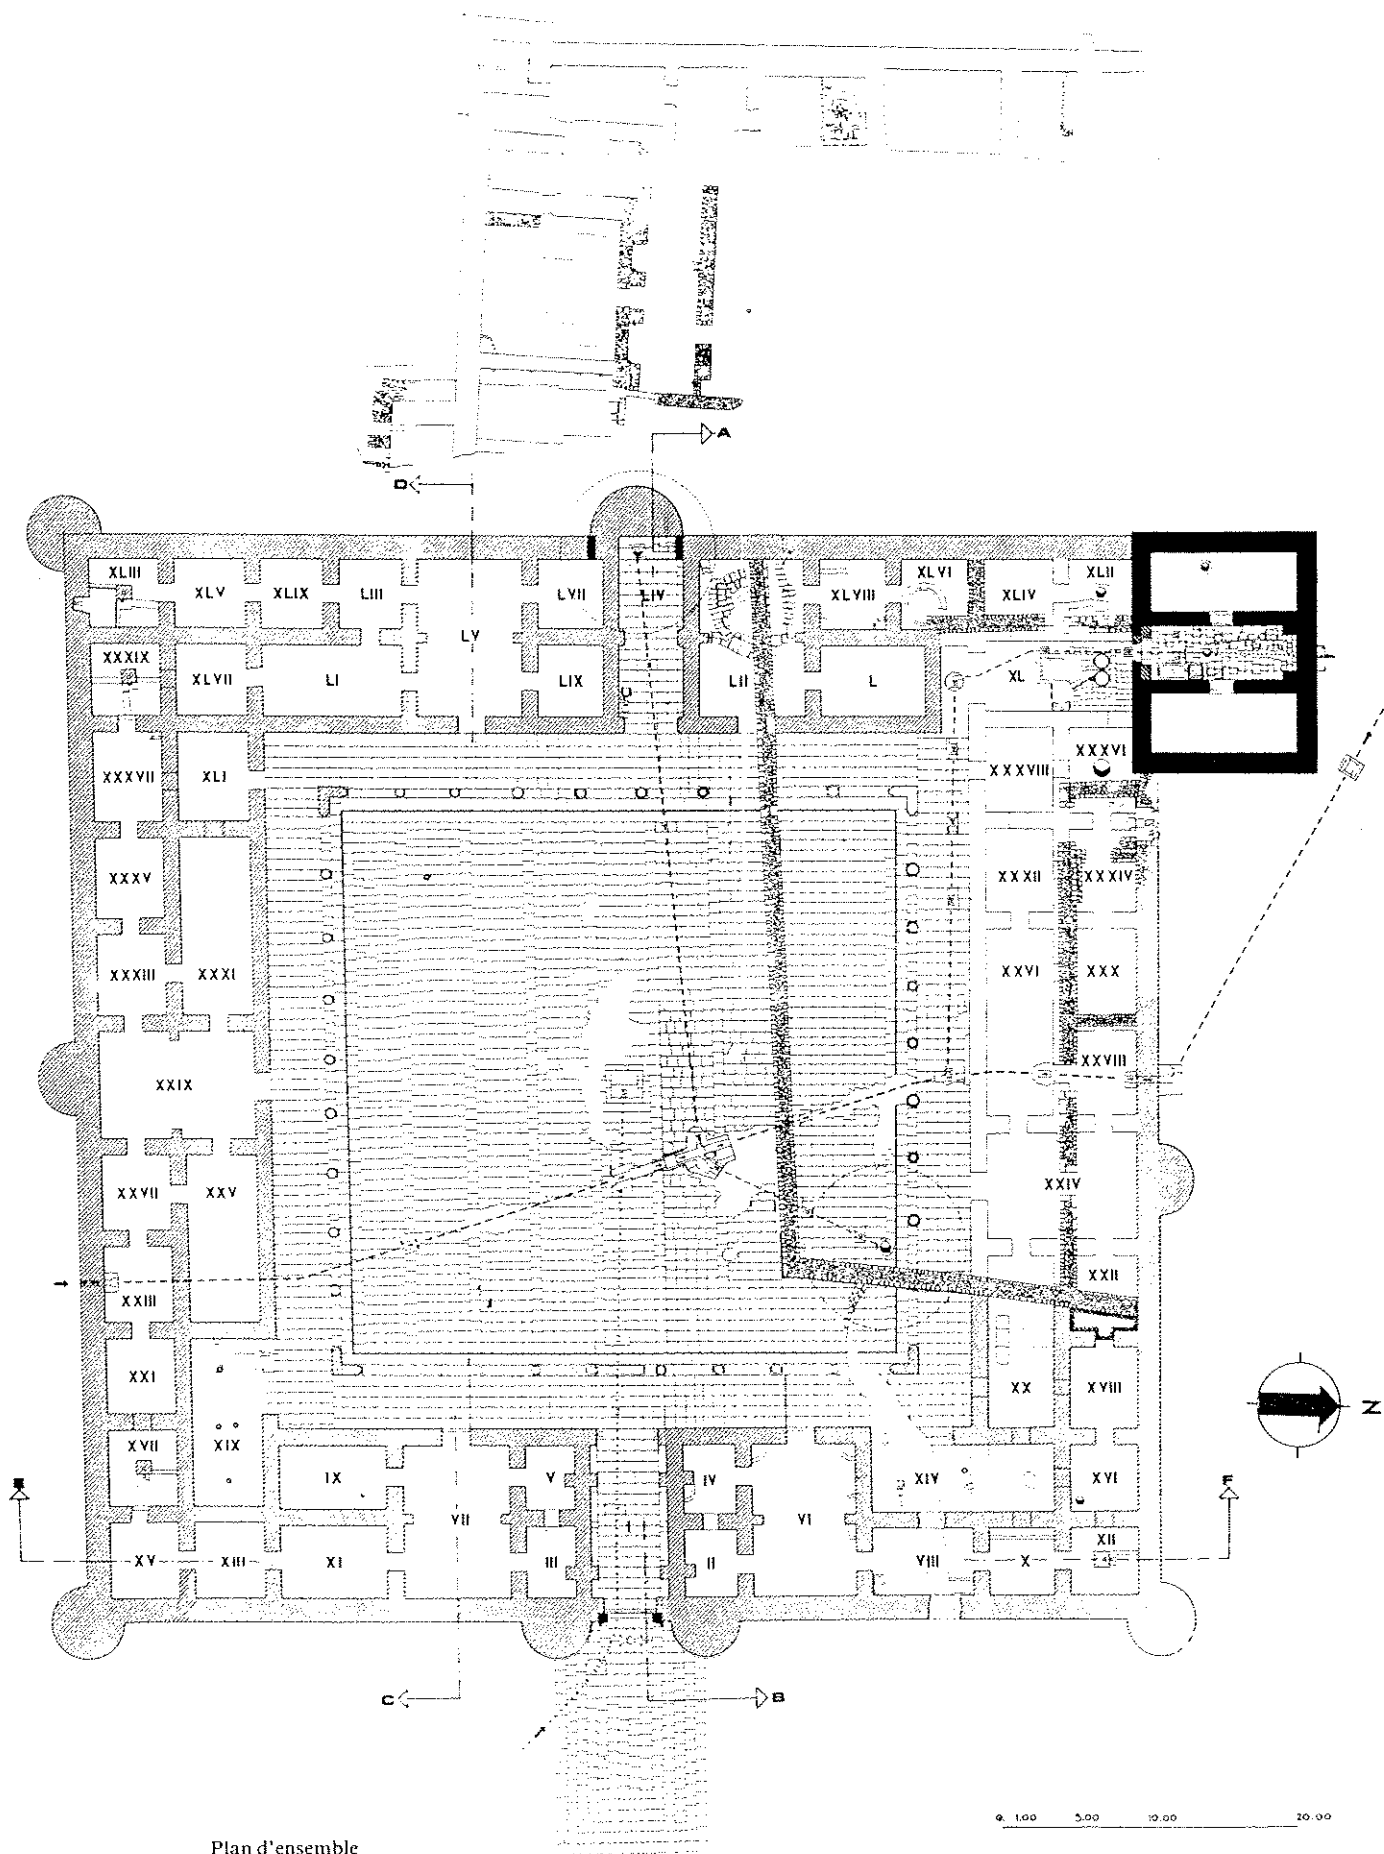 A
D
XLIII
XLV
XLIX
LIII
LV
LVII
LIV
XLVIII
XLVI
XLIV
XLII
XXXIX
XLVII
LI
LIX
LII
L
XL
XXXVII
XLI
XXXVIII
XXXVI
XXXV
XXXII
XXXIV
XXXIII
XXXI
XXVI
XXX
XXIX
XXVIII
XXVII
XXV
XXIV
XXIII
XXII
XXI
XX
XVIII
N
XVII
XIX
IX
V
IV
XIV
XVI
E
F
VII
I
VI
XII
XV
XIII
XI
III
II
VIII
X
C
B
0. 1.00 5.00 10.00 20.00
Plan d'ensemble